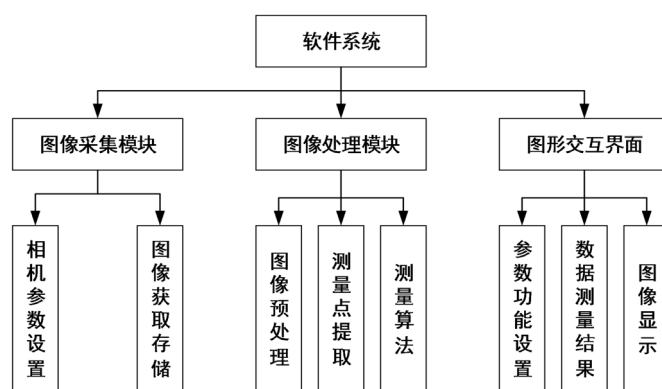 软件系统
图像采集模块
图像处理模块
图形交互界面
相机参数设置
图像获取存储
图像预处理
测量点提取
测量算法
参数功能设置
数据测量结果
图像显示